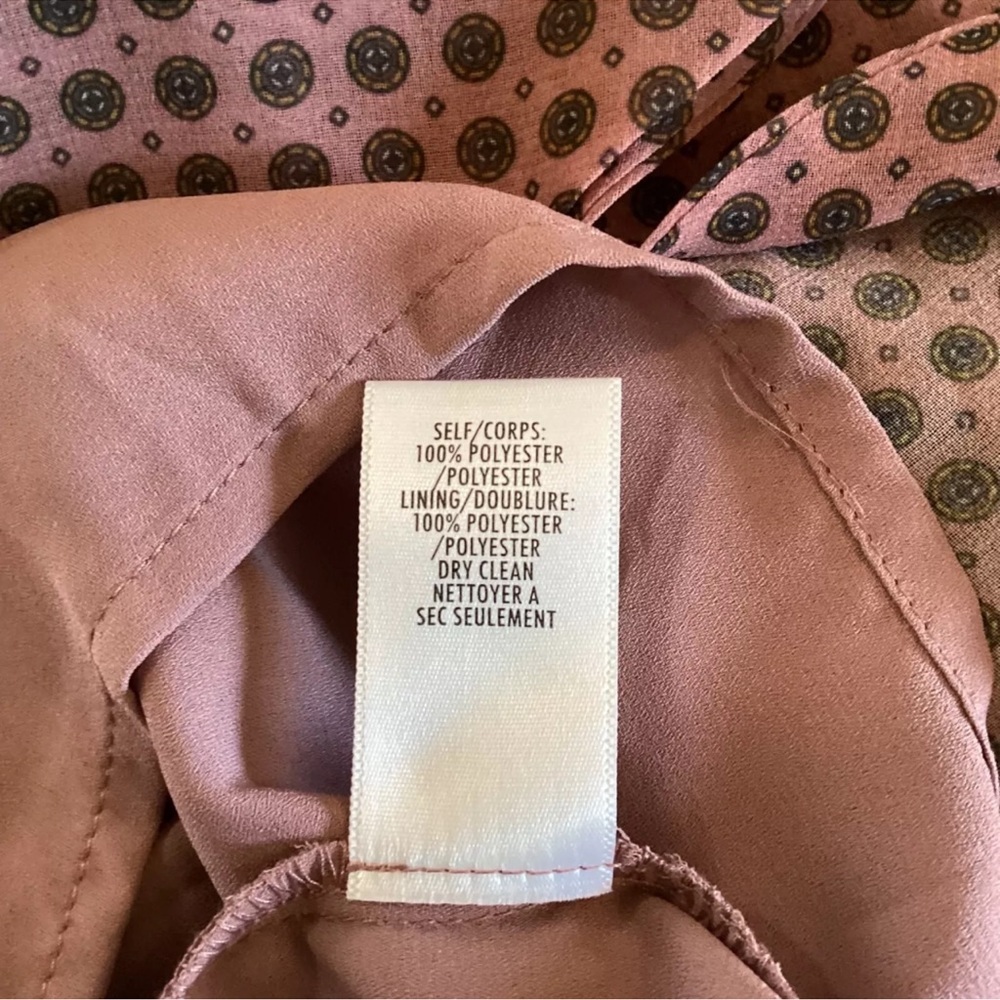 SELF/CORPS:
100% POLYESTER
/POLYESTER
LINING/DOUBLURE:
100% POLYESTER
/POLYESTER
DRY CLEAN
NETTOYER A
SEC SEULEMENT